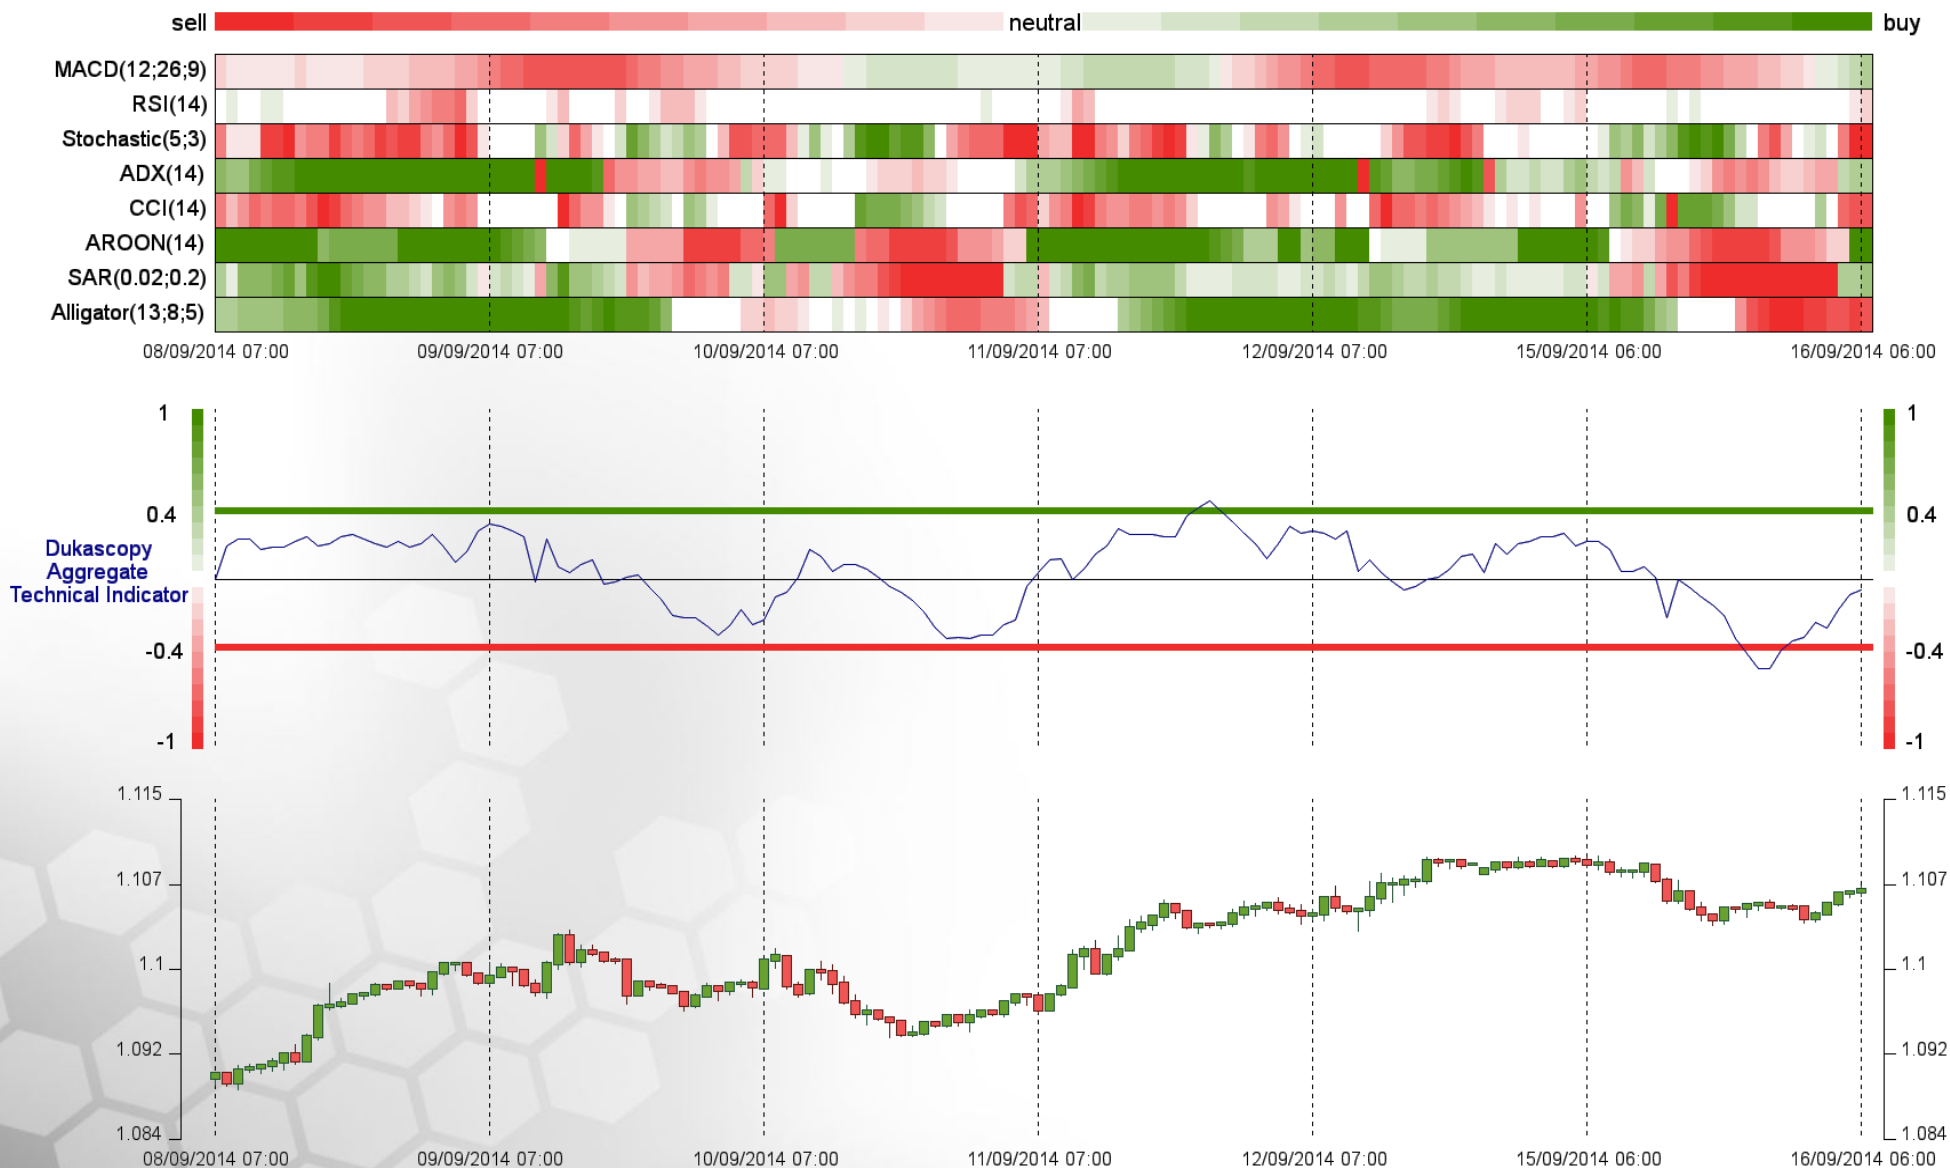 sell neutral buy
MACD(12;26;9)
RSI(14)
Stochastic(5;3)
ADX(14)
CCI(14)
AROON(14)
SAR(0.02;0.2)
Alligator(13;8;5)
08/09/2014 07:00 09/09/2014 07:00 10/09/2014 07:00 11/09/2014 07:00 12/09/2014 07:00 15/09/2014 06:00 16/09/2014 06:00
1 1
0.4 0.4
Dukascopy
Aggregate
Technical Indicator
-0.4 -0.4
-1 -1
1.115 1.115
1.107 1.107
1.1 1.1
1.092 1.092
1.084 1.084
08/09/2014 07:00 09/09/2014 07:00 10/09/2014 07:00 11/09/2014 07:00 12/09/2014 07:00 15/09/2014 06:00 16/09/2014 06:00